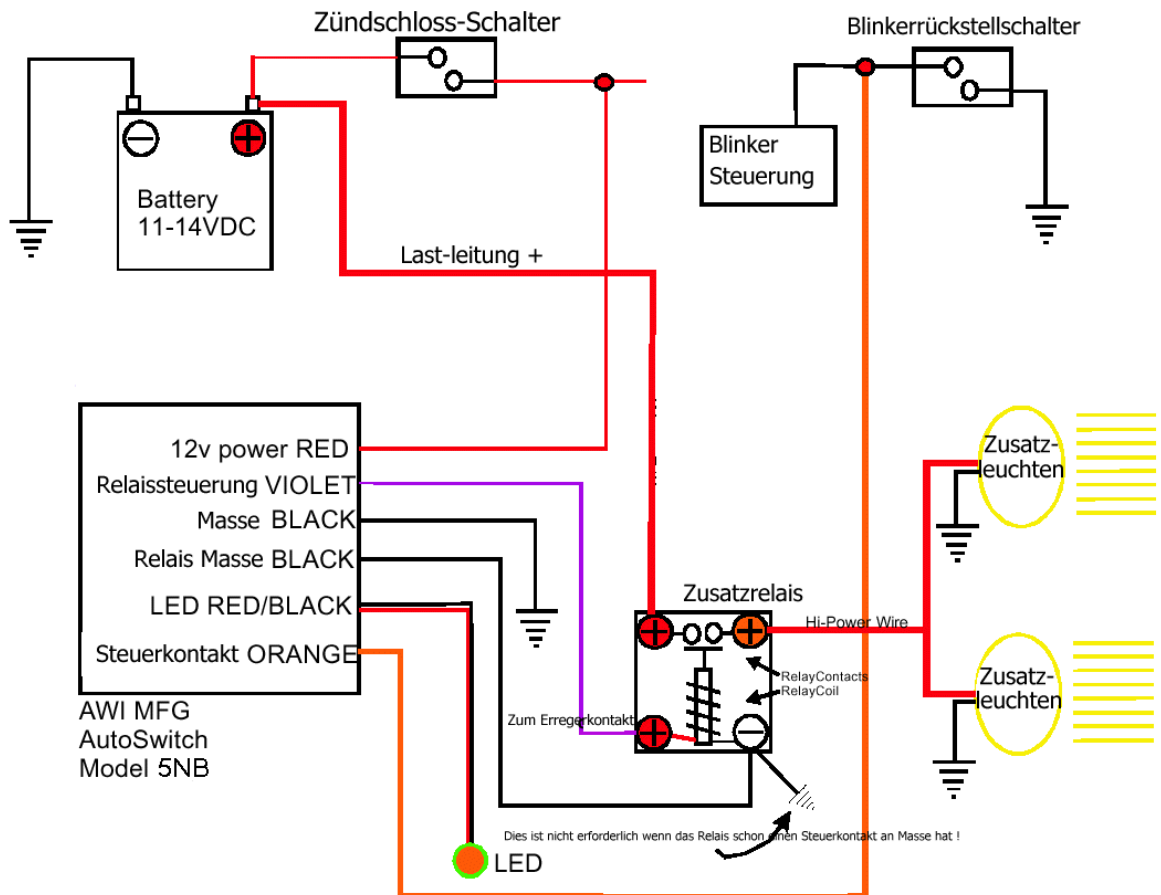 Zündschloss-Schalter
Blinkerrückstellschalter
Blinker
Steuerung
Battery
11-14VDC
Last-leitung +
12v power RED
Relaissteuerung VIOLET
Masse BLACK
Relais Masse BLACK
LED RED/BLACK
Steuerkontakt ORANGE
AWI MFG
AutoSwitch
Model 5NB
Zusatz-
leuchten
Zusatzrelais
Hi-Power Wire
RelayContacts
RelayCoil
Zum Erregerkontakt
Zusatz-
leuchten
Dies ist nicht erforderlich wenn das Relais schon einen Steuerkontakt an Masse hat !
LED